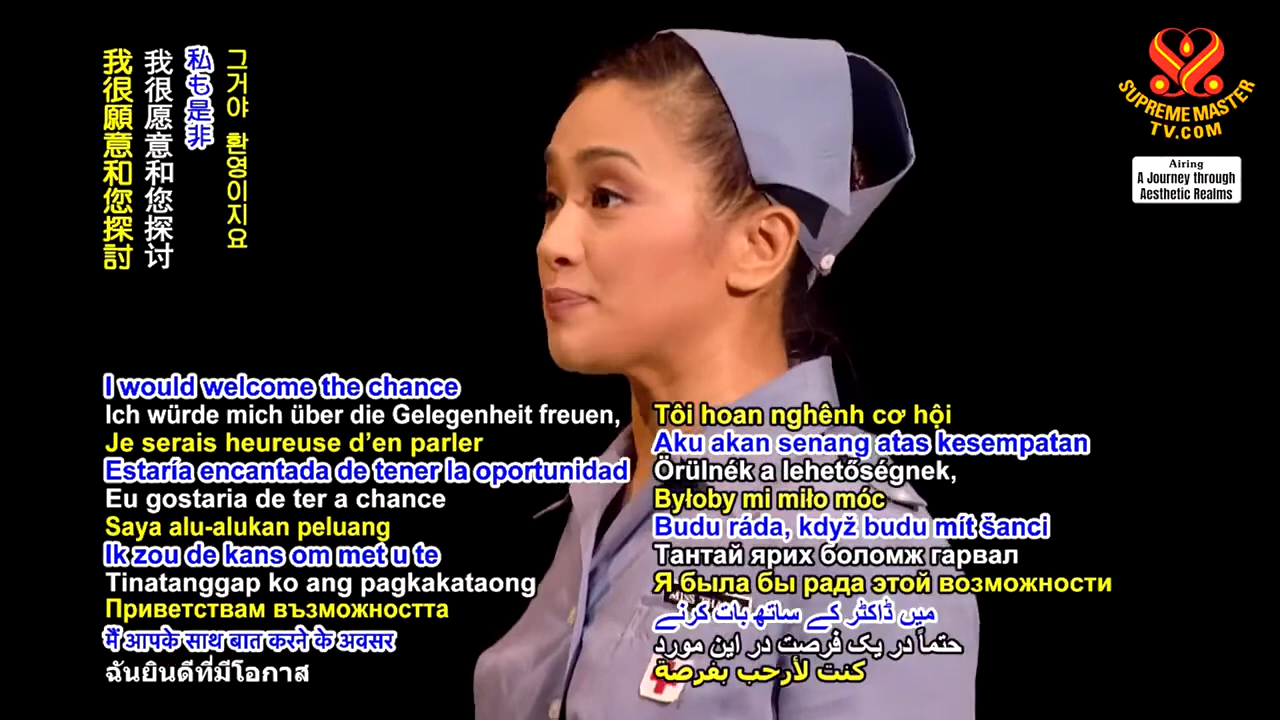 我很願意和您探討
我很愿意和您探讨
私も是非
그거야 환영이지요
SUPREME MASTER
TV.COM
Airing
A Journey through
Aesthetic Realms
I would welcome the chance
Ich würde mich über die Gelegenheit freuen,
Je serais heureuse d’en parler
Estaría encantada de tener la oportunidad
Eu gostaria de ter a chance
Saya alu-alukan peluang
Ik zou de kans om met u te
Tinatanggap ko ang pagkakataong
Приветствам възможността
मैं आपके साथ बात करने के अवसर
ฉันยินดีที่มีโอกาส
Tôi hoan nghênh cơ hội
Aku akan senang atas kesempatan
Örülnék a lehetőségnek,
Byłoby mi miło móc
Budu ráda, když budu mít šanci
Тантай ярих боломж гарвал
Я была бы рада этой возможности
میں ڈاکٹر کے ساتھ بات کرنے
حتماً در یک فرصت در این مورد
كنت لأرحب بفرصة
MISS